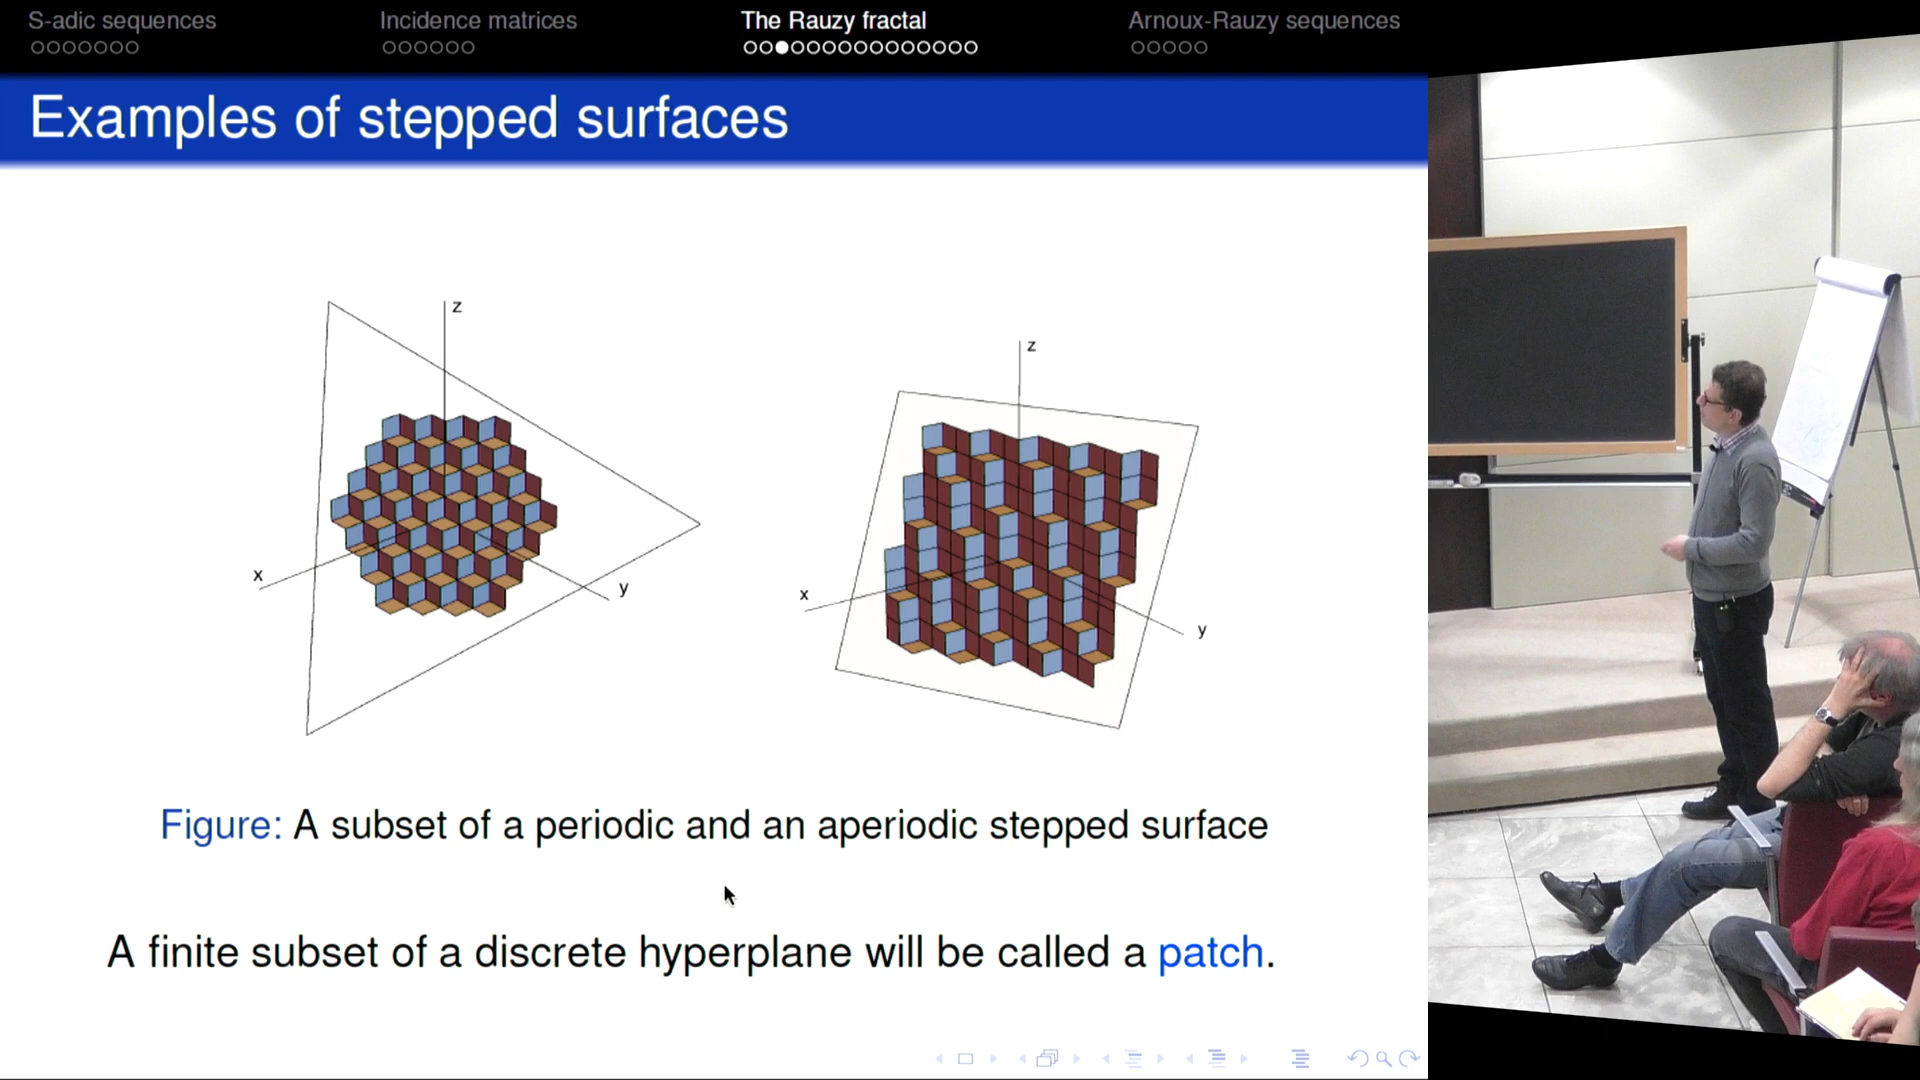 S-adic sequences
Incidence matrices
The Rauzy fractal
Arnoux-Rauzy sequences
Examples of stepped surfaces
z
x
y
z
x
y
Figure: A subset of a periodic and an aperiodic stepped surface
A finite subset of a discrete hyperplane will be called a patch.